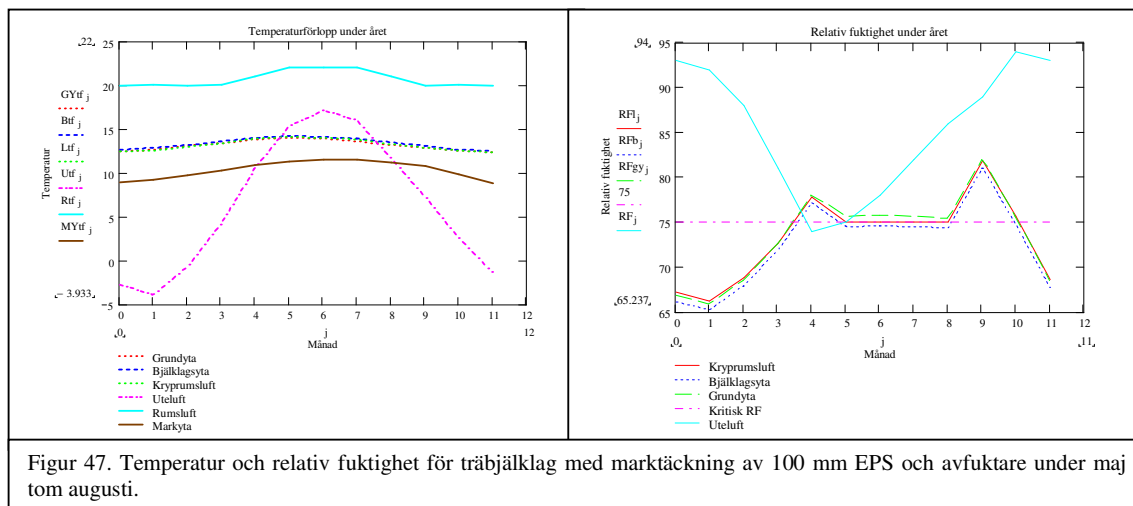 Temperaturförlopp under året
22
25
20
15
10
5
0
−5
− 3.933
GYtf j
Btf j
Ltf j
Utf j
Rtf j
MYtf j
Temperatur
0 1 2 3 4 5 6 7 8 9 10 11 12
0 j 12
Månad
Grundyta
Bjälklagsyta
Kryprumsluft
Uteluft
Rumsluft
Markyta
Relativ fuktighet under året
94
95
90
85
80
75
70
65
65.237
RFl j
RFb j
RFgy j
75
RF j
Relativ fuktighet
0 1 2 3 4 5 6 7 8 9 10 11 12
0 j 11
Månad
Kryprumsluft
Bjälklagsyta
Grundyta
Kritisk RF
Uteluft
Figur 47. Temperatur och relativ fuktighet för träbjälklag med marktäckning av 100 mm EPS och avfuktare under maj
tom augusti.